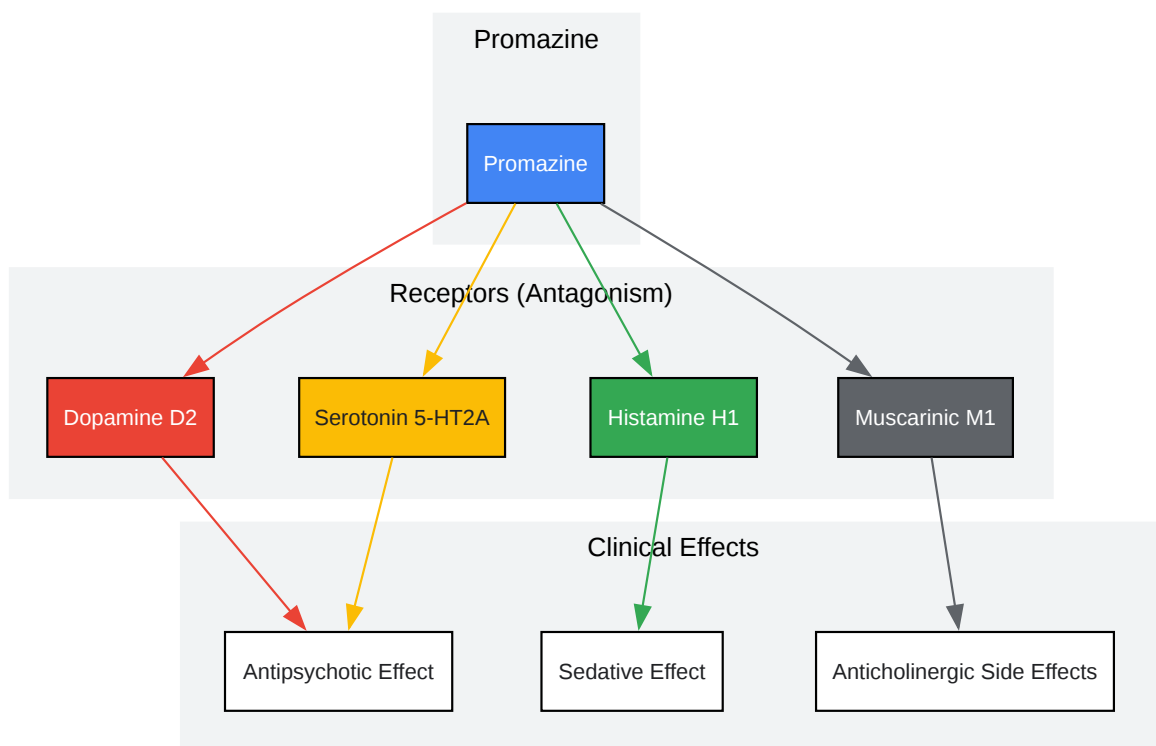 Promazine
Promazine
Receptors (Antagonism)
Dopamine D2
Serotonin 5-HT2A
Histamine H1
Muscarinic M1
Clinical Effects
Antipsychotic Effect
Sedative Effect
Anticholinergic Side Effects